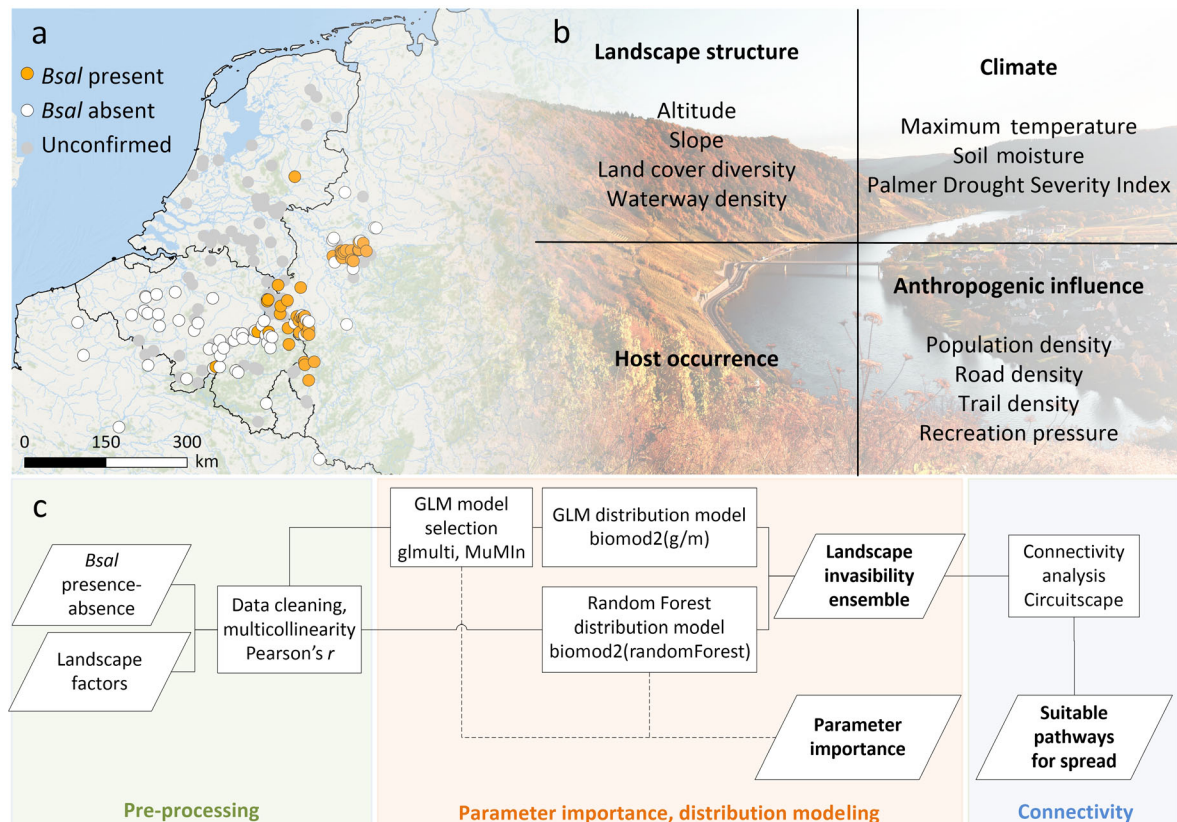 a
Bsal present
Bsal absent
Unconfirmed
0 150 300
km
b
Landscape structure
Altitude
Slope
Land cover diversity
Waterway density
Climate
Maximum temperature
Soil moisture
Palmer Drought Severity Index
Host occurrence
Anthropogenic influence
Population density
Road density
Trail density
Recreation pressure
c
Bsal
presence-
absence
Landscape
factors
Data cleaning,
multicollinearity
Pearson's r
GLM model
selection
glmulti, MuMIn
GLM distribution model
biomod2(g/m)
Random Forest
distribution model
biomod2(randomForest)
Landscape
invasibility
ensemble
Parameter
importance
Connectivity
analysis
Circuitscape
Suitable
pathways
for spread
Pre-processing
Parameter importance, distribution modeling
Connectivity